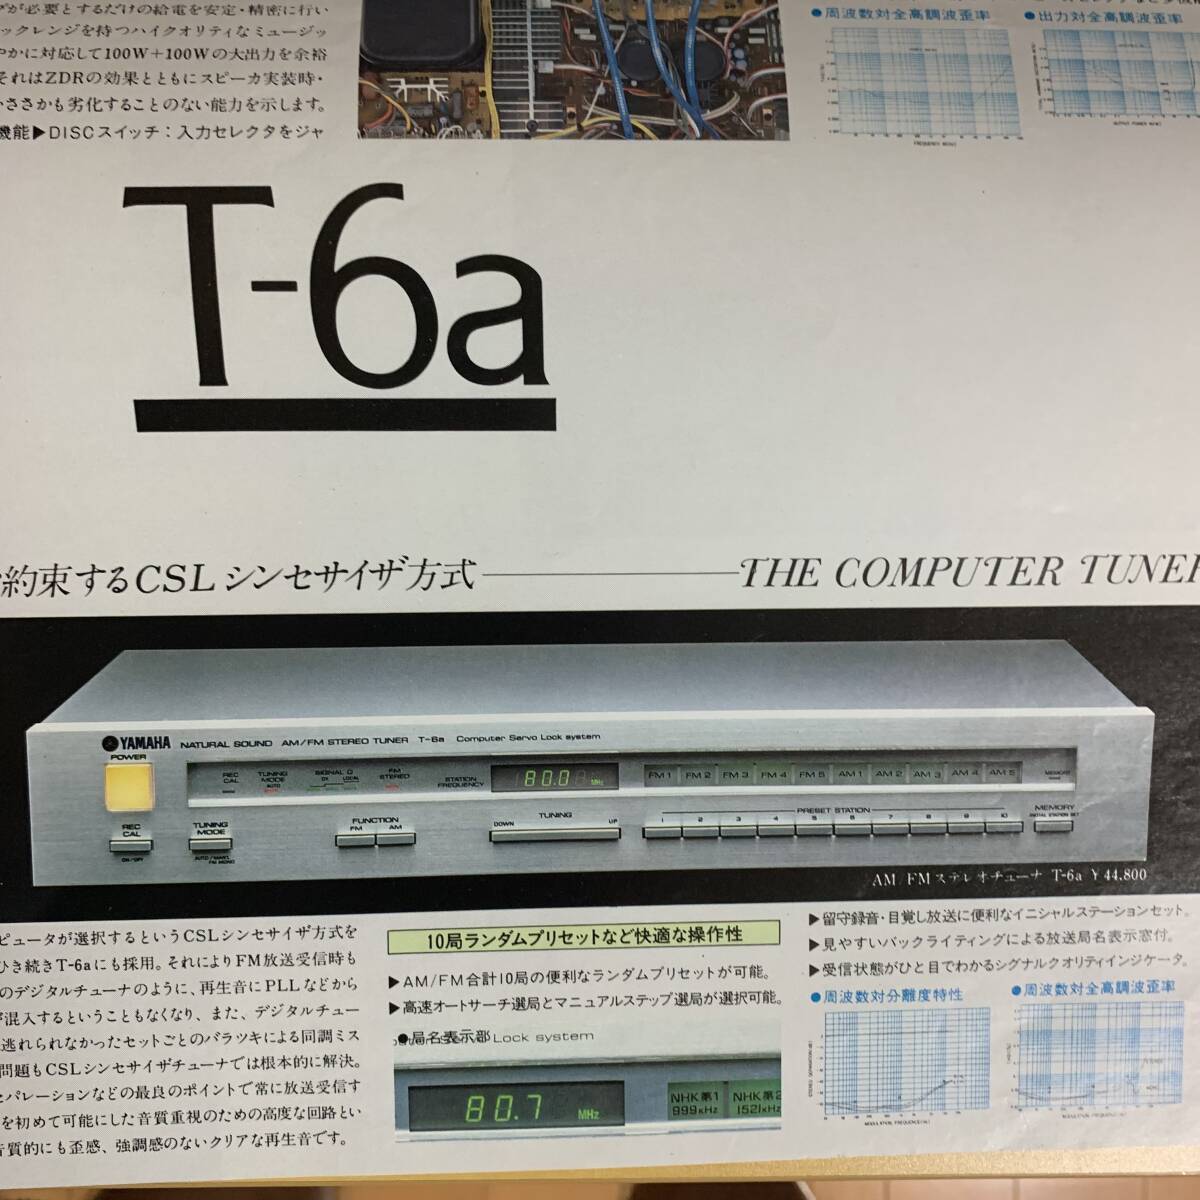 が必要とするだけの給電を安定・精密に行い
ックレンジを持つハイクオリティなミュージッ
やかに対応して100W+100Wの大出力を余裕
それはZDRの効果とともにスピーカ実装時・
いささかも劣化することのない能力を示します。
機能▶DISCスイッチ：入力セレクタをジャ
●周波数対全高調波歪率
●出力対全高調波歪率
T-6a
約束するCSLシンセサイザ方式
THE COMPUTER TUNER
YAMAHA NATURAL SOUND AM/FM STEREO TUNER T-6a Computer Servo Lock system
POWER
REC CAL
TUNING MODE
AUTO
SIGNAL Q
DX LOCAL
FM STEREO
STATION FREQUENCY
80.0 MHz
FM 1 FM 2 FM 3 FM 4 FM 5 AM 1 AM 2 AM 3 AM 4 AM 5
MEMORY
REC CAL
ON/OFF
TUNING MODE
AUTO/MAN'L FM MONO
FUNCTION
FM AM
TUNING
DOWN UP
PRESET STATION
2 3 4 5 6 7 8 9 10
MEMORY
INITIAL STATION SET
AM/FMステレオチューナ T-6a ¥44,800
ピュータが選択するというCSLシンセサイザ方式を
ひき続きT-6aにも採用。それによりFM放送受信時も
のデジタルチューナのように、再生音にPLLなどから
が混入するということもなくなり、また、デジタルチュー
逃れられなかったセットごとのバラツキによる同調ミス
問題もCSLシンセサイザチューナでは根本的に解決。
セパレーションなどの最良のポイントで常に放送受信す
を初めて可能にした音質重視のための高度な回路とい
音質的にも歪感、強調感のないクリアな再生音です。
10局ランダムプリセットなど快適な操作性
▶AM/FM合計10局の便利なランダムプリセットが可能。
▶高速オートサーチ選局とマニュアルステップ選局が選択可能。
●局名表示部
Lock system
80.7 MHz
NHK第1 999KHz
NHK第2 1521KHz
▶留守録音・目覚し放送に便利なイニシャルステーションセット。
▶見やすいバックライティングによる放送局名表示窓付。
▶受信状態がひと目でわかるシグナルクオリティインジケータ。
●周波数対分離度特性
●周波数対全高調波歪率
MODULATION FREQUENCY(Hz)
MODULATION FREQUENCY(Hz)